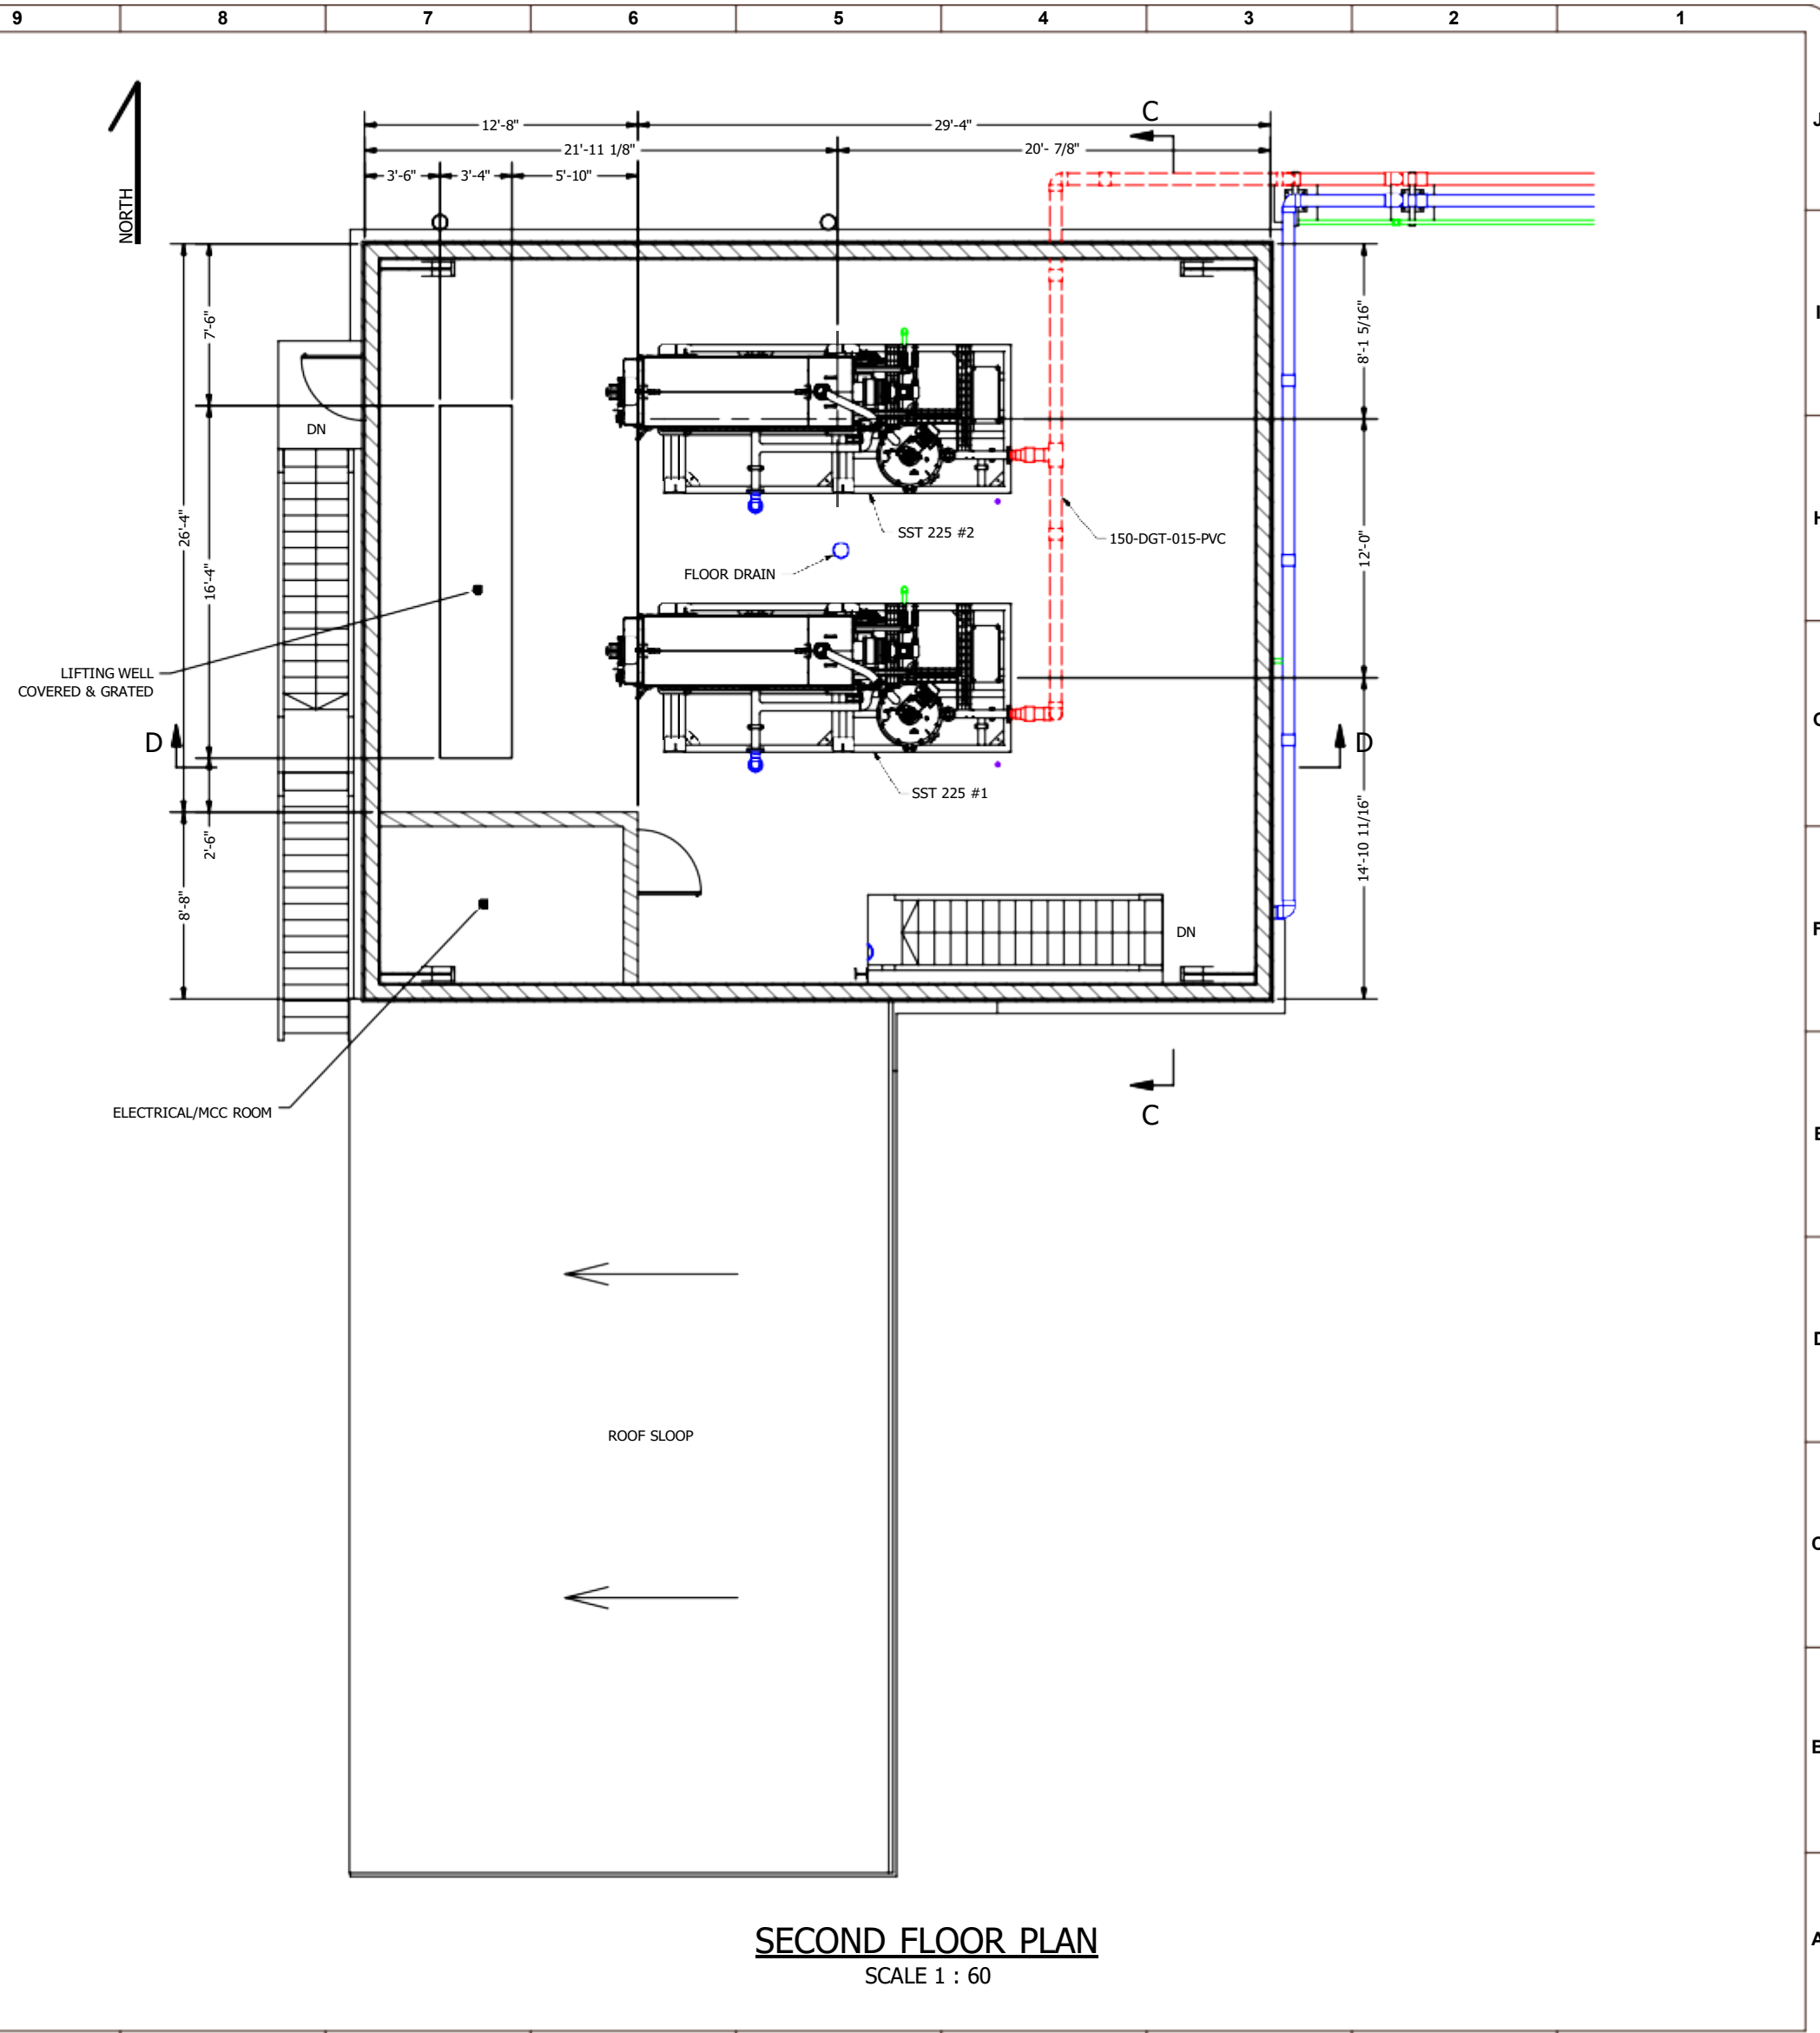 9 8 7 6 5 4 3 2 1
J
C
12'-8" 29'-4"
21'-11 1/8" 20'- 7/8"
3'-6" 3'-4" 5'-10"
NORTH
7'-6"
8'-1 5/16"
I
DN
26'-4"
16'-4"
12'-0"
H
SST 225 #2
150-DGT-015-PVC
FLOOR DRAIN
LIFTING WELL
COVERED & GRATED
D D
SST 225 #1
2'-6"
8'-8"
14'-10 11/16"
DN
F
ELECTRICAL/MCC ROOM
C
ROOF SLOOP
SECOND FLOOR PLAN
SCALE 1 : 60